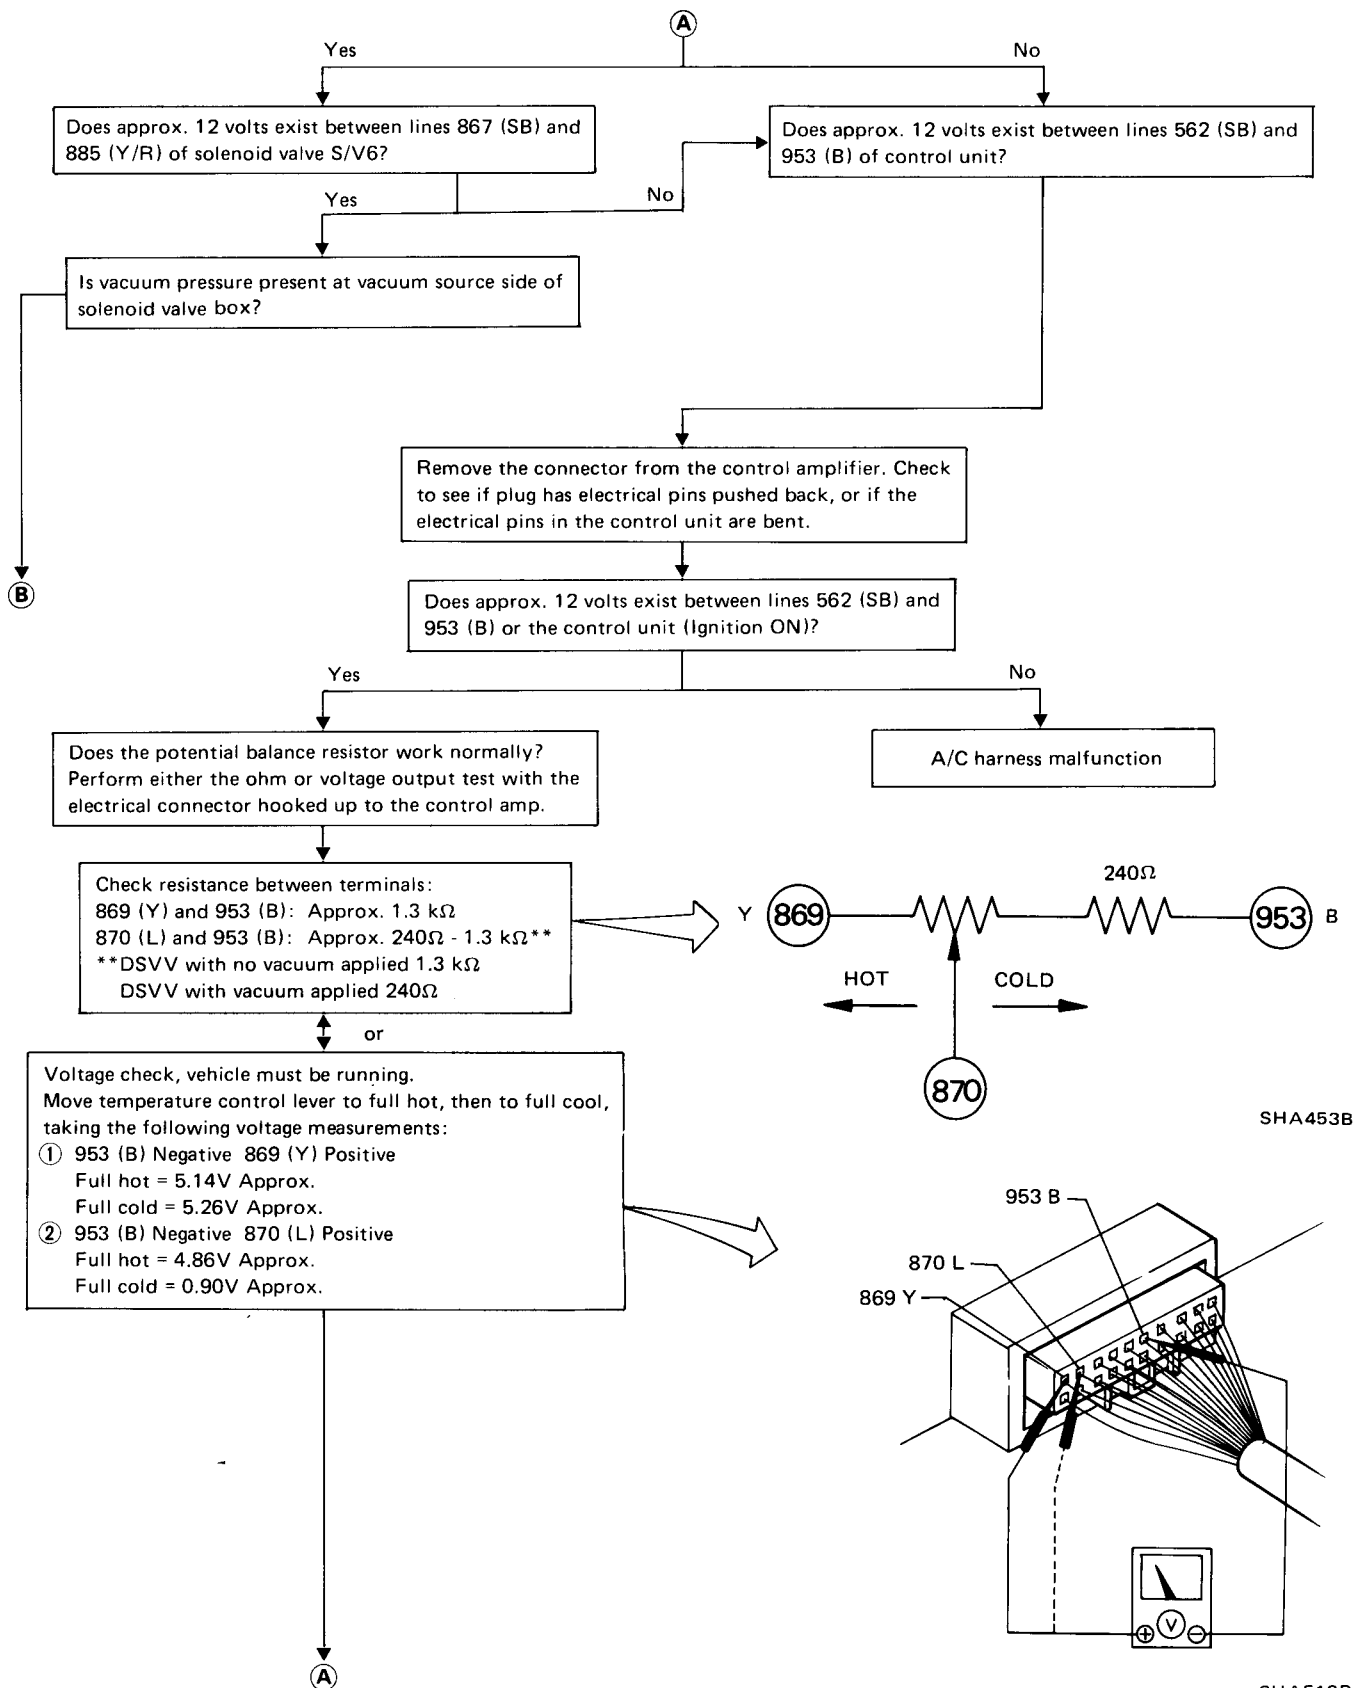 A
Yes
No
Does approx. 12 volts exist between lines 867 (SB) and
885 (Y/R) of solenoid valve S/V6?
Does approx. 12 volts exist between lines 562 (SB) and
953 (B) of control unit?
Yes
No
Is vacuum pressure present at vacuum source side of
solenoid valve box?
B
Remove the connector from the control amplifier. Check
to see if plug has electrical pins pushed back, or if the
electrical pins in the control unit are bent.
Does approx. 12 volts exist between lines 562 (SB) and
953 (B) or the control unit (Ignition ON)?
Yes
No
Does the potential balance resistor work normally?
Perform either the ohm or voltage output test with the
electrical connector hooked up to the control amp.
A/C harness malfunction
Check resistance between terminals:
869 (Y) and 953 (B): Approx. 1.3 kΩ
870 (L) and 953 (B): Approx. 240Ω - 1.3 kΩ**
**DSVV with no vacuum applied 1.3 kΩ
DSVV with vacuum applied 240Ω
240Ω
Y 869
953 B
HOT
COLD
870
SHA453B
or
Voltage check, vehicle must be running.
Move temperature control lever to full hot, then to full cool,
taking the following voltage measurements:
① 953 (B) Negative 869 (Y) Positive
Full hot = 5.14V Approx.
Full cold = 5.26V Approx.
② 953 (B) Negative 870 (L) Positive
Full hot = 4.86V Approx.
Full cold = 0.90V Approx.
953 B
870 L
869 Y
V
⊕ ⊖
A